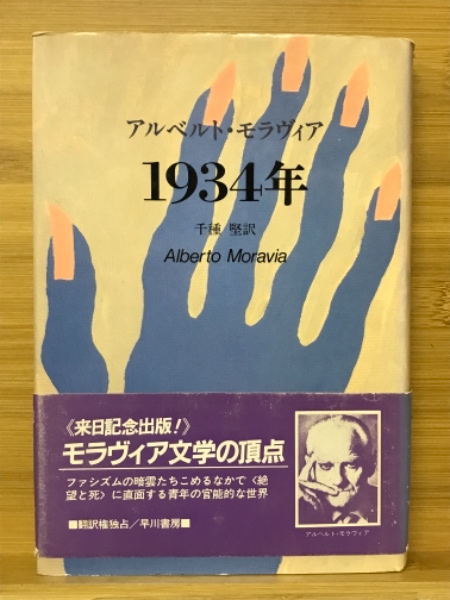 アルベルト・モラヴィア
1934年
千種 堅訳
Alberto Moravia
《来日記念出版!》
モラヴィア文学の頂点
ファシズムの暗雲たちこめるなかで〈絶
望と死〉に直面する青年の官能的な世界
■翻訳権独占/早川書房■
アルベルト・モラヴィア